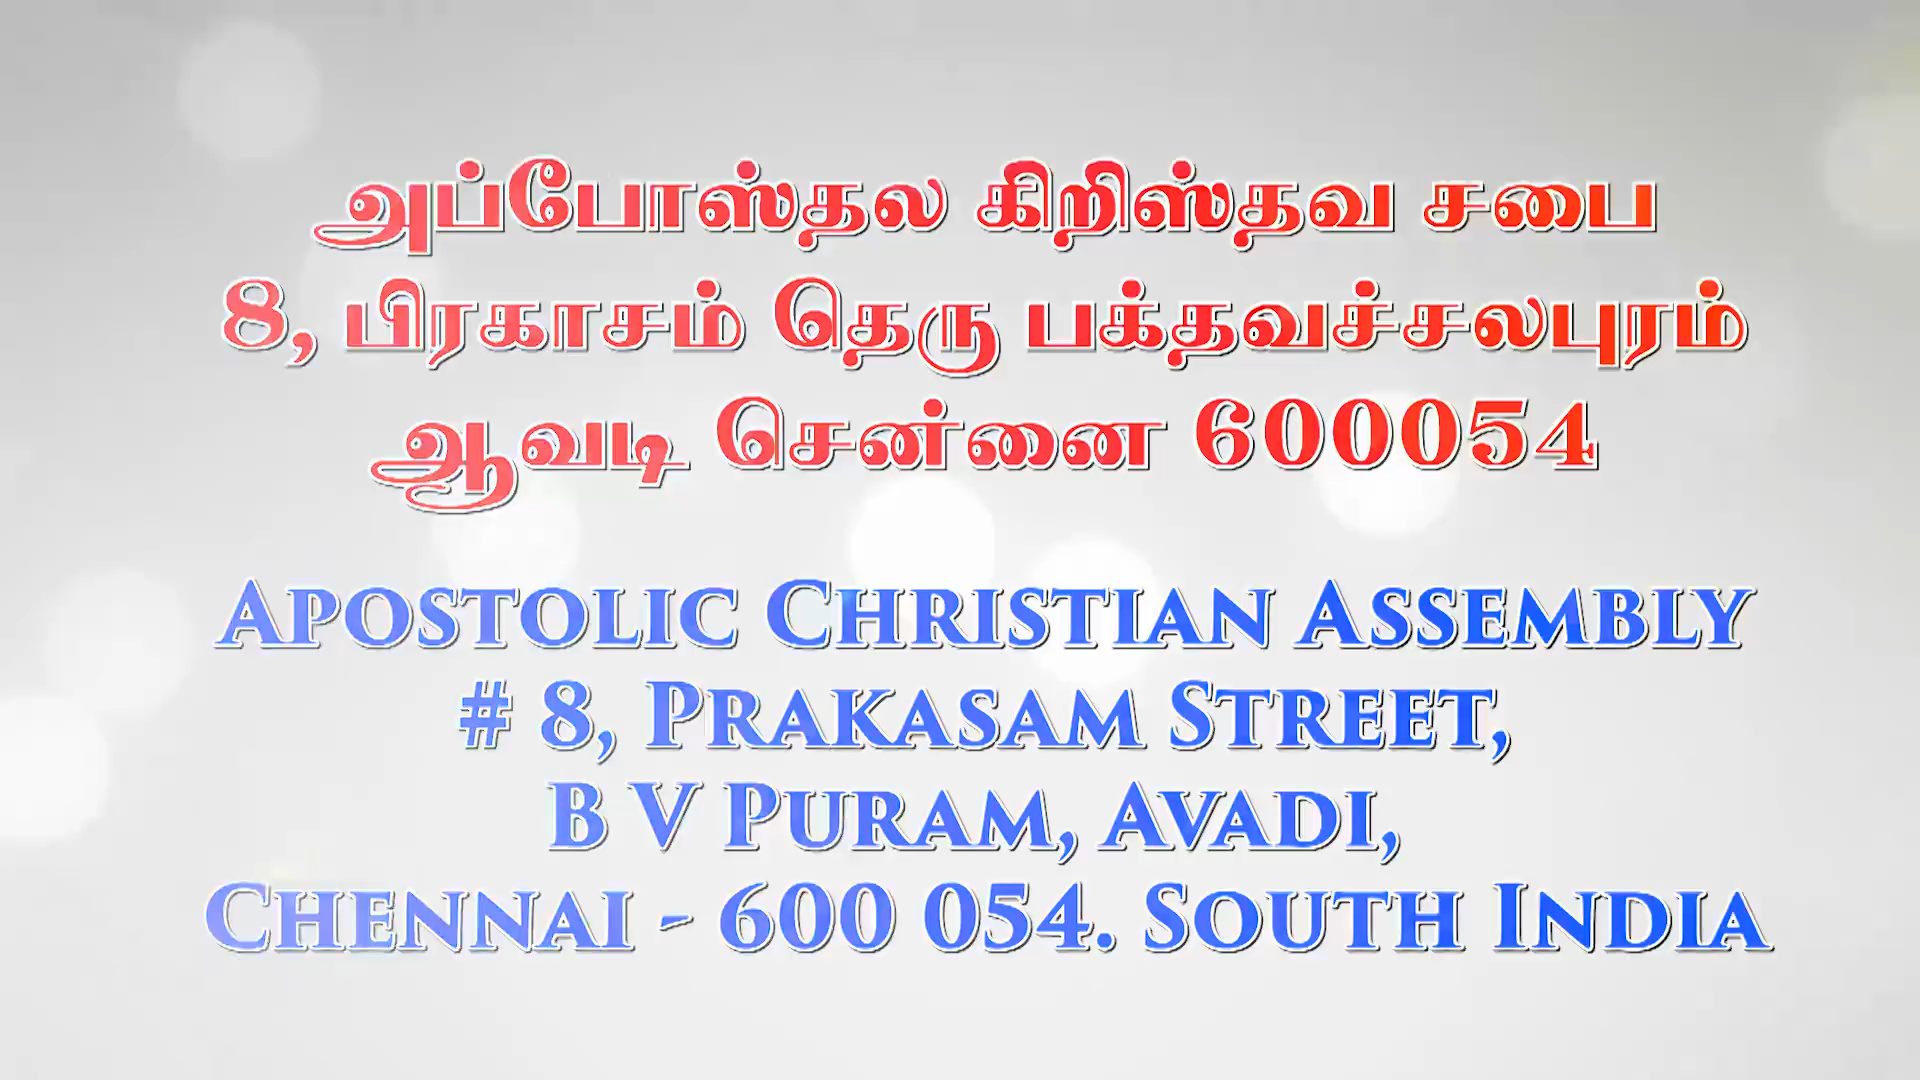 அப்போஸ்தல கிறிஸ்தவ சபை
8, பிரகாசம் தெரு பக்தவச்சலபுரம்
ஆவடி சென்னை 600054
Apostolic Christian Assembly
# 8, Prakasam Street,
B V Puram, Avadi,
Chennai - 600 054. South India